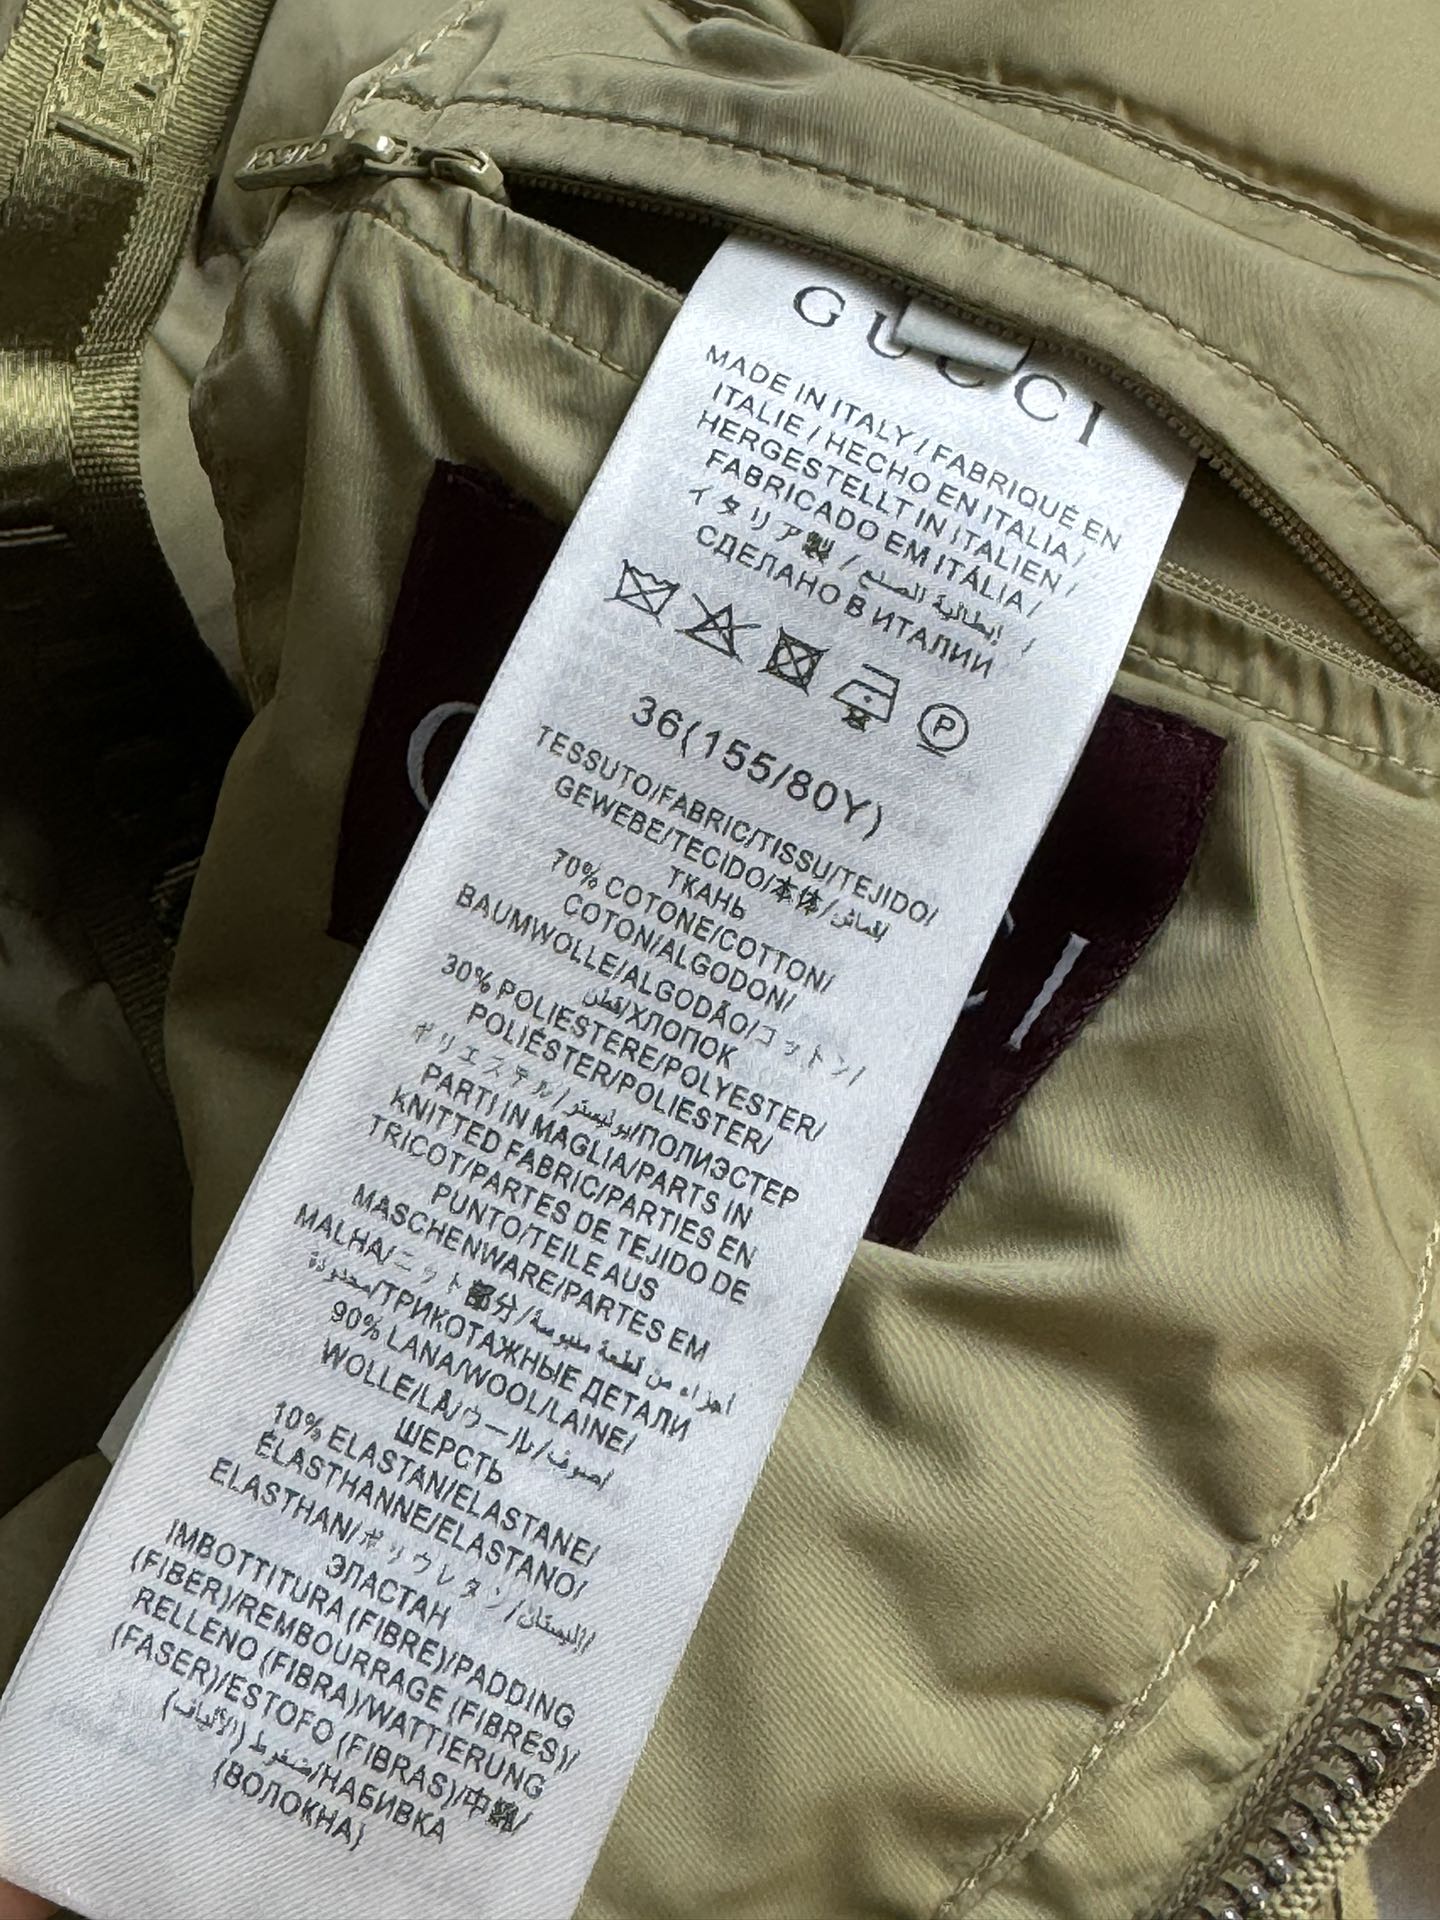 GUCCI
GUCCI
MADE IN ITALY / FABRIQUÉ EN
ITALIE / HECHO EN ITALIA /
HERGESTELLT IN ITALIEN /
FABRICADO EM ITÁLIA /
イタリア製 / إيطالية الصنع /
СДЕЛАНО В ИТАЛИИ
P
36(155/80Y)
TESSUTO/FABRIC/TISSU/TEJIDO/
GEWEBE/TECIDO/本体/القماش/
ТКАНЬ
70% COTONE/COTTON/
COTON/ALGODON/
BAUMWOLLE/ALGODÃO/コットン/
قطن/ХЛОПОК
30% POLIESTERE/POLYESTER/
POLIÉSTER/POLIESTER/
ポリエステル/بوليستر/ПОЛИЭСТЕР
PARTI IN MAGLIA/PARTS IN
KNITTED FABRIC/PARTIES EN
TRICOT/PARTES DE TEJIDO DE
PUNTO/TEILE AUS
MASCHENWARE/PARTES EM
MALHA/ニット部分/أجزاء من قطعة
/ТРИКОТАЖНЫЕ ДЕТАЛИ
90% LANA/WOOL/LAINE/
WOLLE/LÃ/ウール/صوف/
ШЕРСТЬ
10% ELASTAN/ELASTANE/
ÉLASTHANNE/ELASTANO/
ELASTHAN/ポリウレタン/إليستان/
ЭЛАСТАН
IMBOTTITURA (FIBRE)/PADDING
(FIBER)/REMBOURRAGE (FIBRES)/
RELLENO (FIBRA)/WATTIERUNG
(FASER)/ESTOFO (FIBRAS)/中綿/
/НАБИВКА
(ВОЛОКНА)
G
CI